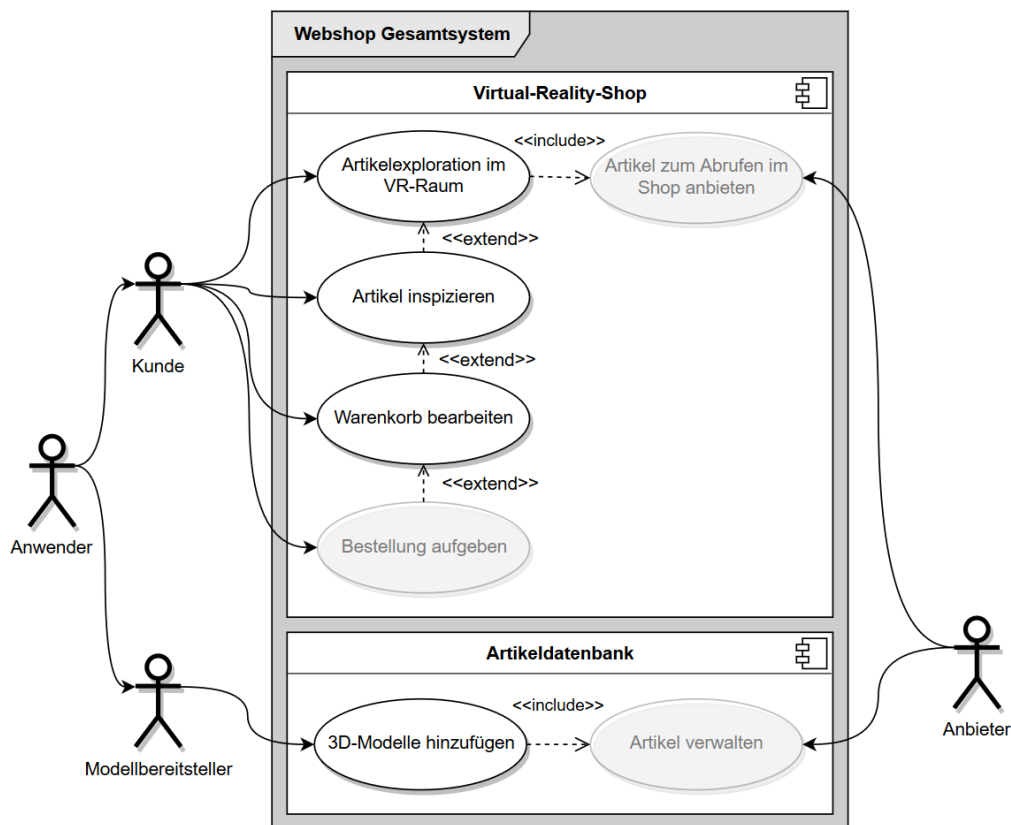 Webshop Gesamtsystem
Virtual-Reality-Shop
<<include>>
Artikelexploration im
VR-Raum
Artikel zum Abrufen im
Shop anbieten
<<extend>>
Artikel inspizieren
Kunde
<<extend>>
Warenkorb bearbeiten
<<extend>>
Anwender
Bestellung aufgeben
Artikeldatenbank
<<include>>
3D-Modelle hinzufügen
Artikel verwalten
Anbieter
Modellbereitsteller